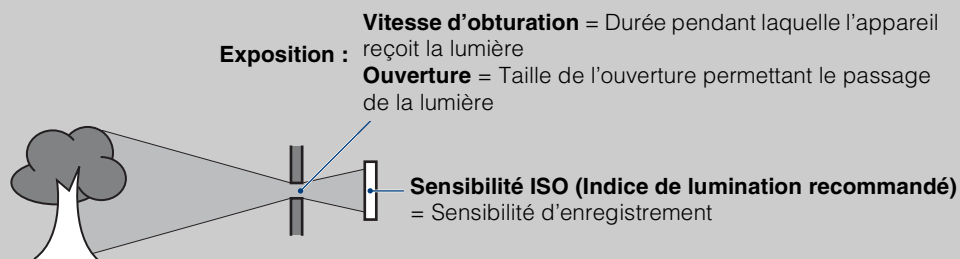 Vitesse d’obturation = Durée pendant laquelle l’appareil
Exposition : reçoit la lumière
Ouverture = Taille de l’ouverture permettant le passage
de la lumière
Sensibilité ISO (Indice de lumination recommandé)
= Sensibilité d’enregistrement